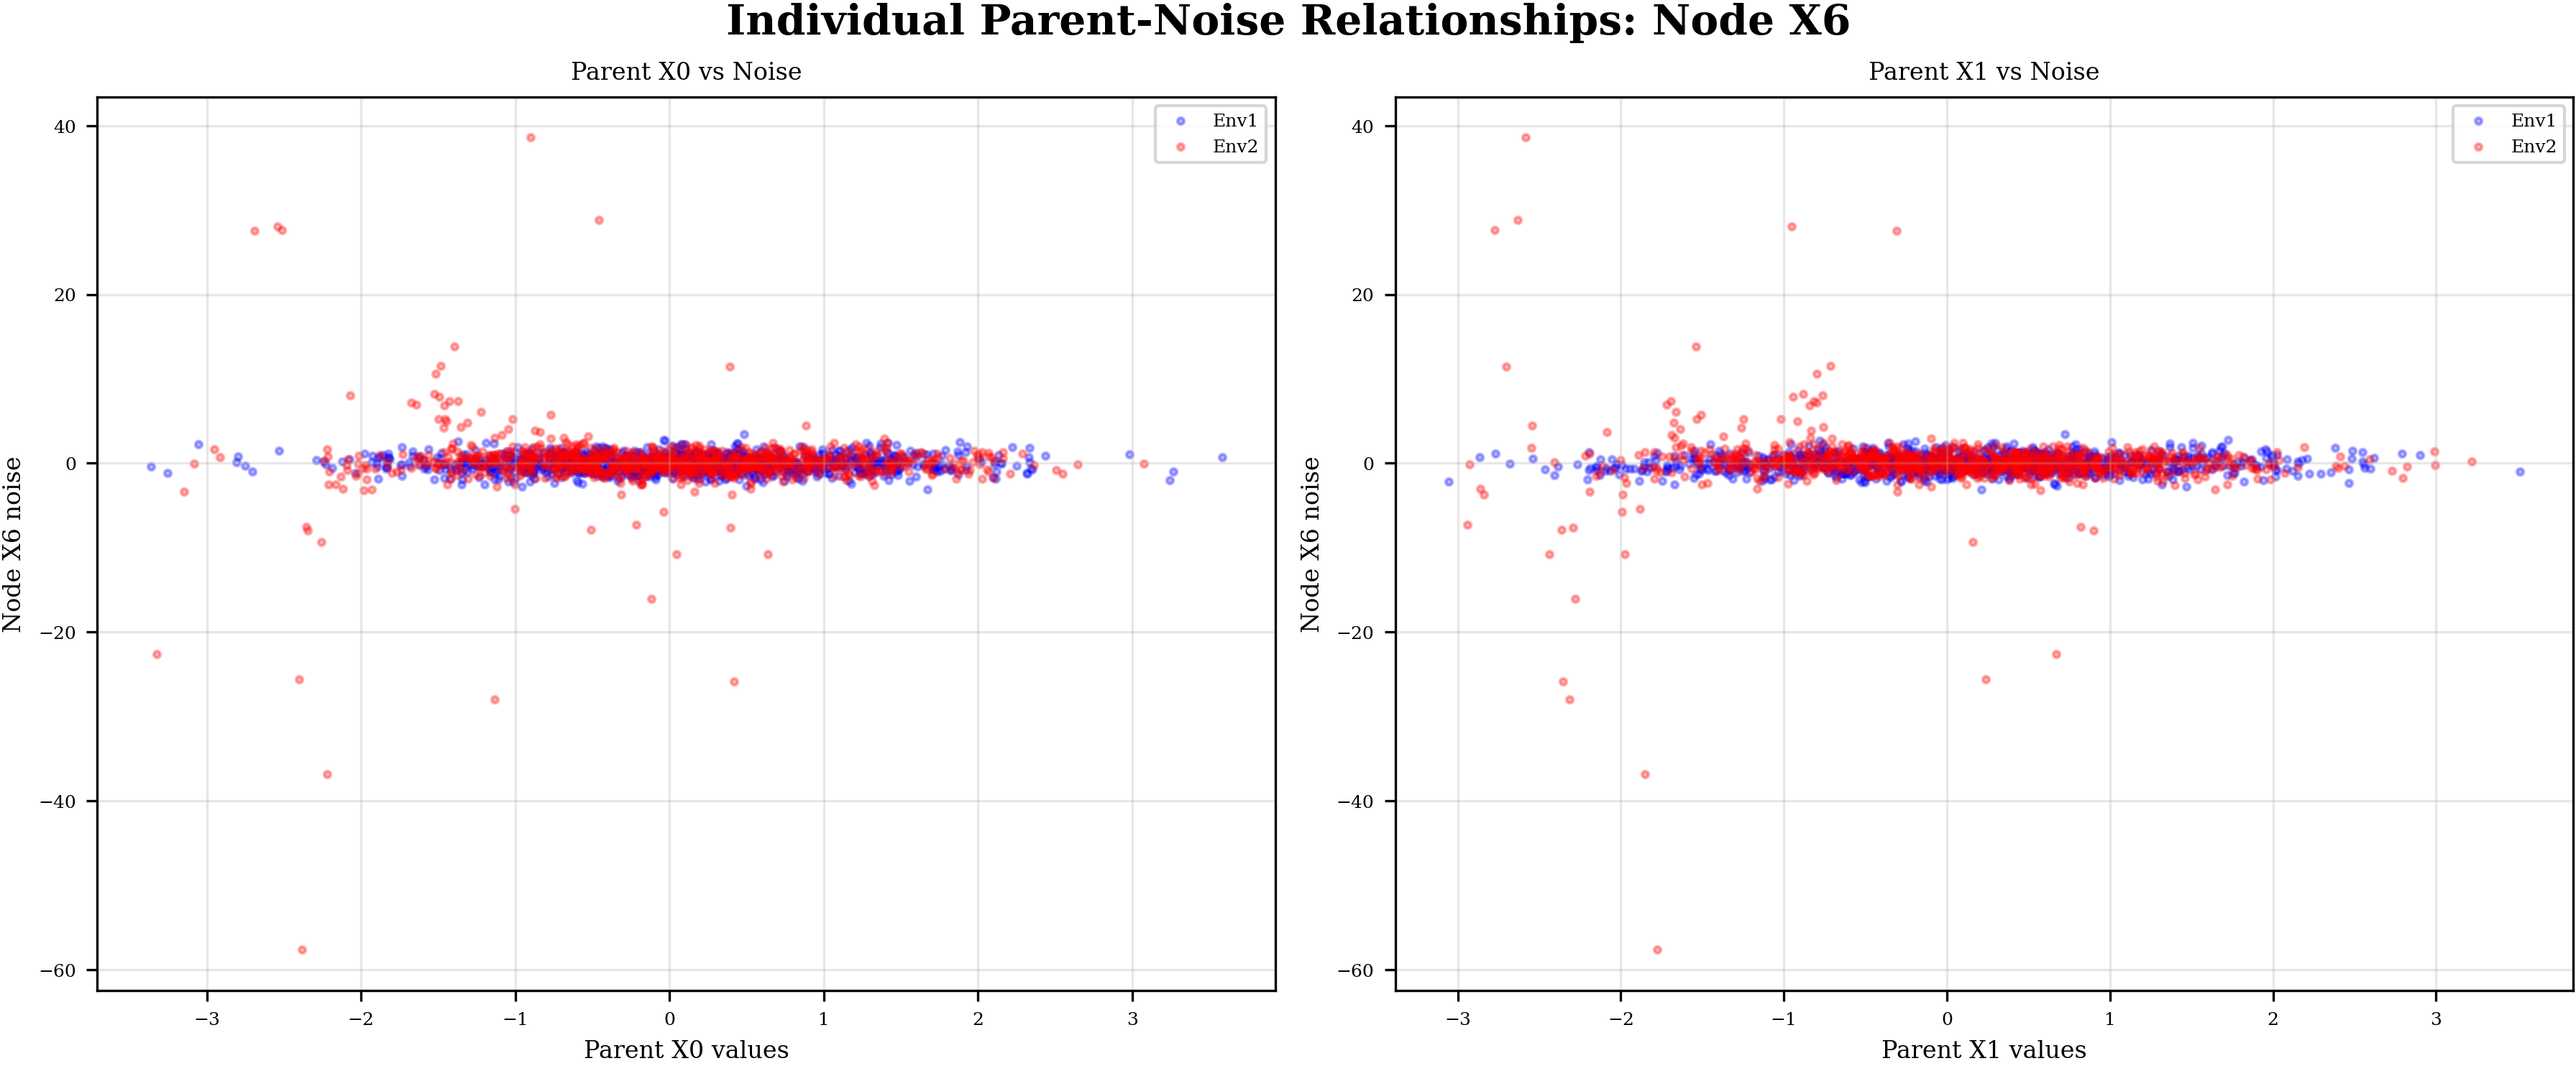 Individual Parent-Noise Relationships: Node X6
Parent X0 vs Noise
Node X6 noise
40
20
0
−20
−40
−60
−3
−2
−1
0
1
2
3
Parent X0 values
Env1
Env2
Parent X1 vs Noise
Node X6 noise
40
20
0
−20
−40
−60
−3
−2
−1
0
1
2
3
Parent X1 values
Env1
Env2